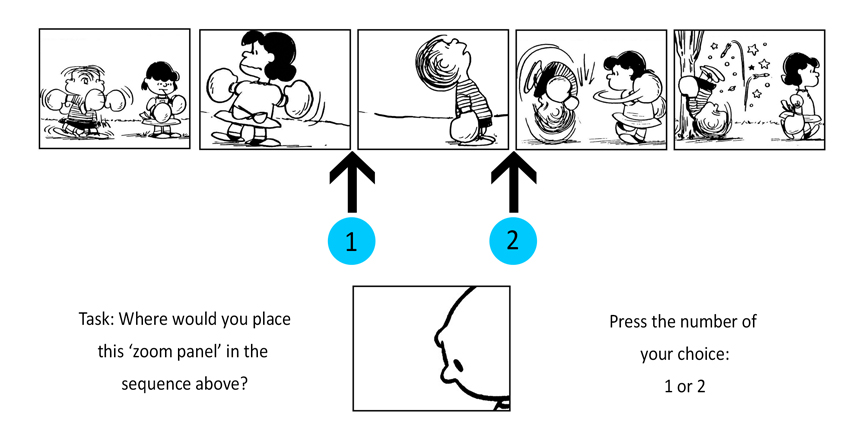 1
2
Task: Where would you place
this ‘zoom panel’ in the
sequence above?
Press the number of
your choice:
1 or 2